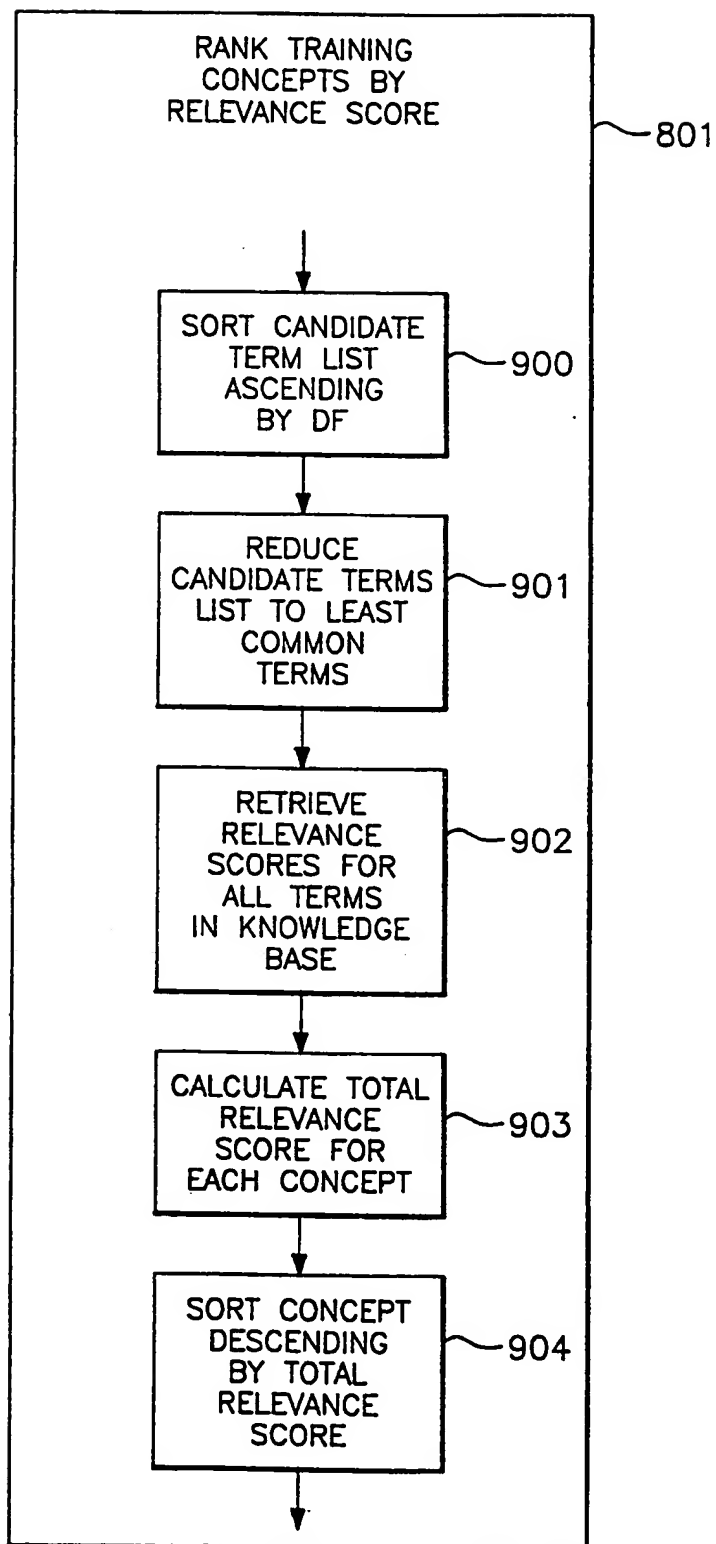 RANK TRAINING
CONCEPTS BY
RELEVANCE SCORE
801
SORT CANDIDATE
TERM LIST
ASCENDING
BY DF
900
REDUCE
CANDIDATE TERMS
LIST TO LEAST
COMMON
TERMS
901
RETRIEVE
RELEVANCE
SCORES FOR
ALL TERMS
IN KNOWLEDGE
BASE
902
CALCULATE TOTAL
RELEVANCE
SCORE FOR
EACH CONCEPT
903
SORT CONCEPT
DESCENDING
BY TOTAL
RELEVANCE
SCORE
904